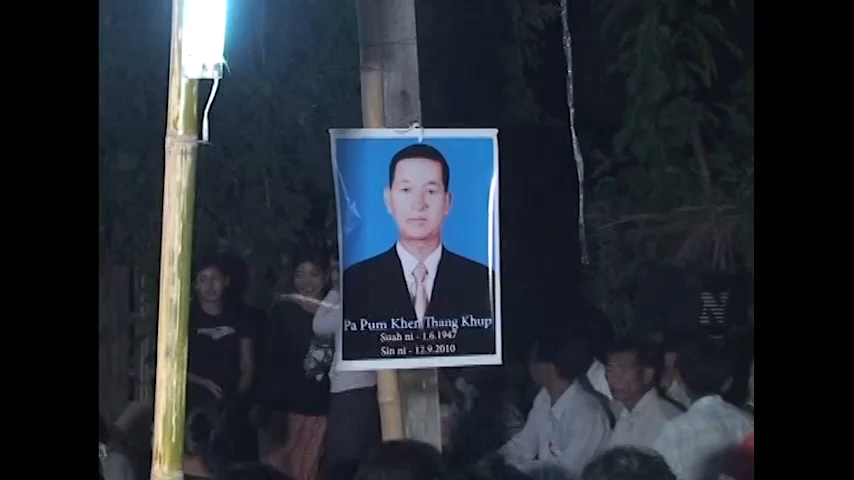 Pa Pum Khen Thang Khup
Suah ni - 1.6.1947
Sin ni - 12.9.2010
N